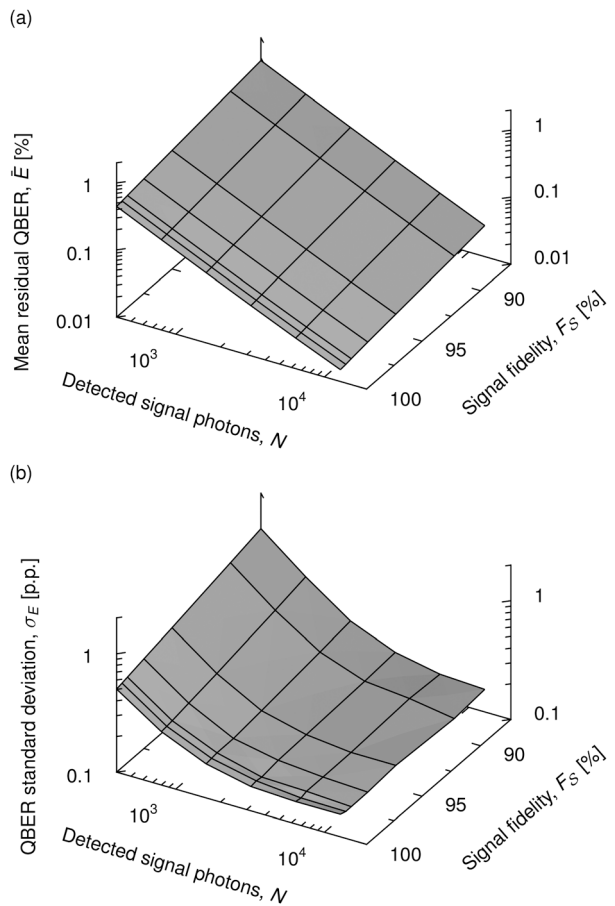 (a)
Mean residual QBER, Ē [%]
1
0.1
0.01
10³
10⁴
Detected signal photons, N
1
0.1
0.01
90
95
100
Signal fidelity, F_S [%]
(b)
QBER standard deviation, σ_E [p.p.]
1
0.1
10³
10⁴
Detected signal photons, N
1
0.1
90
95
100
Signal fidelity, F_S [%]